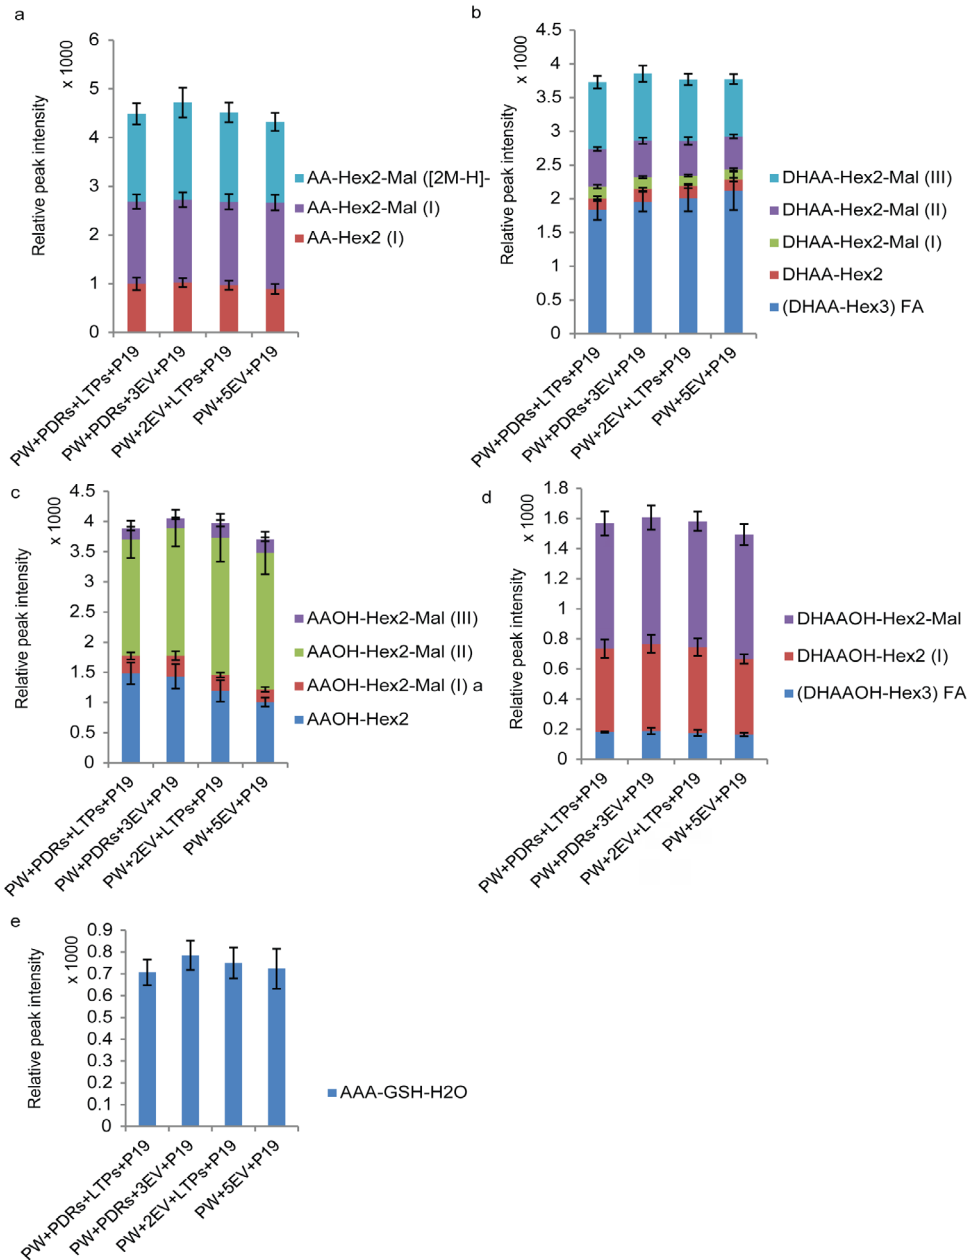 a
6
5
4
3
2
1
0
x 1000
Relative peak intensity
AA-Hex2-Mal ([2M-H]-
AA-Hex2-Mal (I)
AA-Hex2 (I)
PW+PDRs+LTPs+P19
PW+PDRs+3EV+P19
PW+2EV+LTPs+P19
PW+5EV+P19
b
4.5
4
3.5
3
2.5
2
1.5
1
0.5
0
x 1000
Relative peak intensity
DHAA-Hex2-Mal (III)
DHAA-Hex2-Mal (II)
DHAA-Hex2-Mal (I)
DHAA-Hex2
(DHAA-Hex3) FA
PW+PDRs+LTPs+P19
PW+PDRs+3EV+P19
PW+2EV+LTPs+P19
PW+5EV+P19
c
4.5
4
3.5
3
2.5
2
1.5
1
0.5
0
x 1000
Relative peak intensity
AAOH-Hex2-Mal (III)
AAOH-Hex2-Mal (II)
AAOH-Hex2-Mal (I) a
AAOH-Hex2
PW+PDRs+LTPs+P19
PW+PDRs+3EV+P19
PW+2EV+LTPs+P19
PW+5EV+P19
d
1.8
1.6
1.4
1.2
1
0.8
0.6
0.4
0.2
0
x 1000
Relative peak intensity
DHAAOH-Hex2-Mal
DHAAOH-Hex2 (I)
(DHAAOH-Hex3) FA
PW+PDRs+LTPs+P19
PW+PDRs+3EV+P19
PW+2EV+LTPs+P19
PW+5EV+P19
e
0.9
0.8
0.7
0.6
0.5
0.4
0.3
0.2
0.1
0
x 1000
Relative peak intensity
AAA-GSH-H2O
PW+PDRs+LTPs+P19
PW+PDRs+3EV+P19
PW+2EV+LTPs+P19
PW+5EV+P19